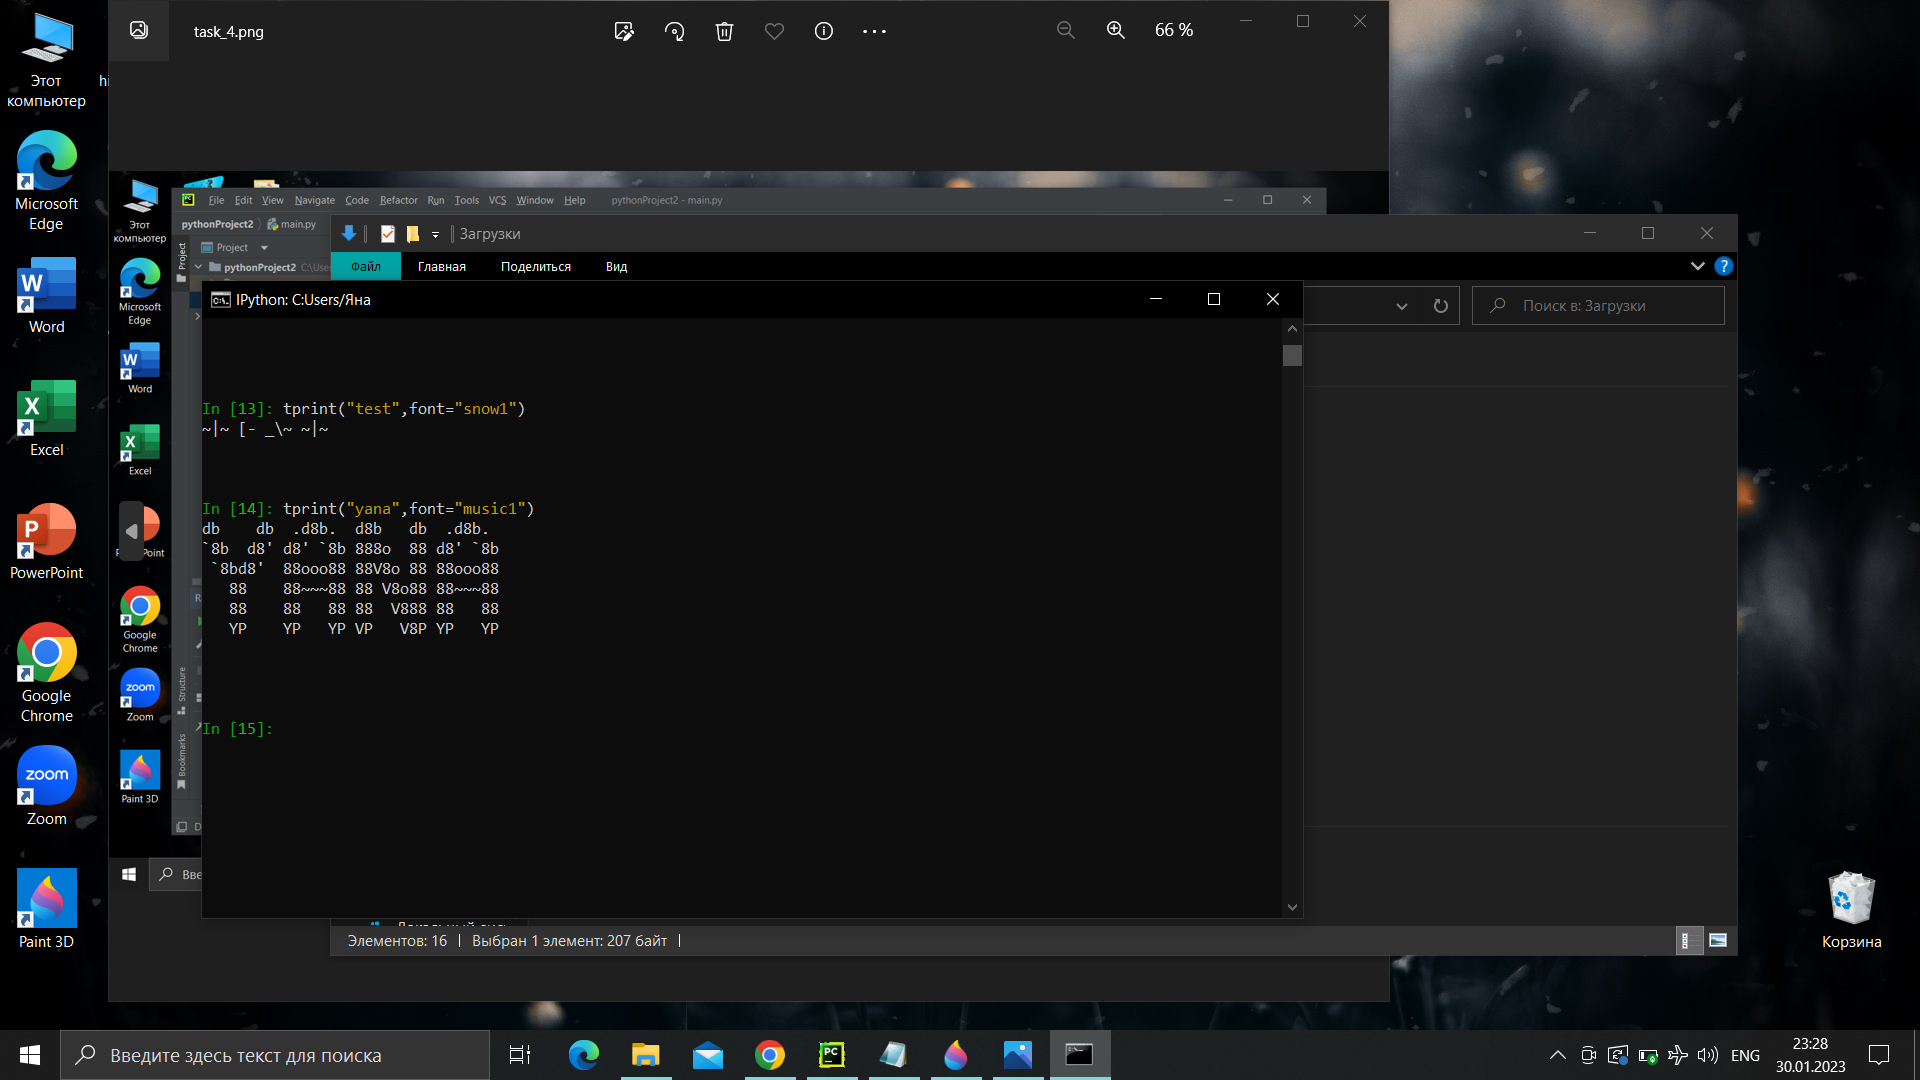 task_4.png
66 %
Этот компьютер
hi
Microsoft Edge
Word
Excel
PowerPoint
Google Chrome
Zoom
Paint 3D
Корзина
File Edit View Navigate Code Refactor Run Tools VCS Window Help pythonProject2 - main.py
pythonProject2 main.py
Project
Project
pythonProject2 C:\Use
Этот компьютер
Microsoft Edge
Word
Excel
Google Chrome
Zoom
Paint 3D
Structure
Bookmarks
Вве
Загрузки
Файл Главная Поделиться Вид
Поиск в: Загрузки
IPython: C:Users/Яна
In [13]: tprint("test",font="snow1")
~|~ [- _\~ ~|~
In [14]: tprint("yana",font="music1")
db    db  .d8b.  d8b   db  .d8b.
`8b  d8' d8' `8b 888o  88 d8' `8b
 `8bd8'  88ooo88 88V8o 88 88ooo88
   88    88~~~88 88 V8o88 88~~~88
   88    88   88 88  V888 88   88
   YP    YP   YP VP   V8P YP   YP
In [15]:
Элементов: 16 Выбран 1 элемент: 207 байт
Введите здесь текст для поиска
ENG
23:28
30.01.2023